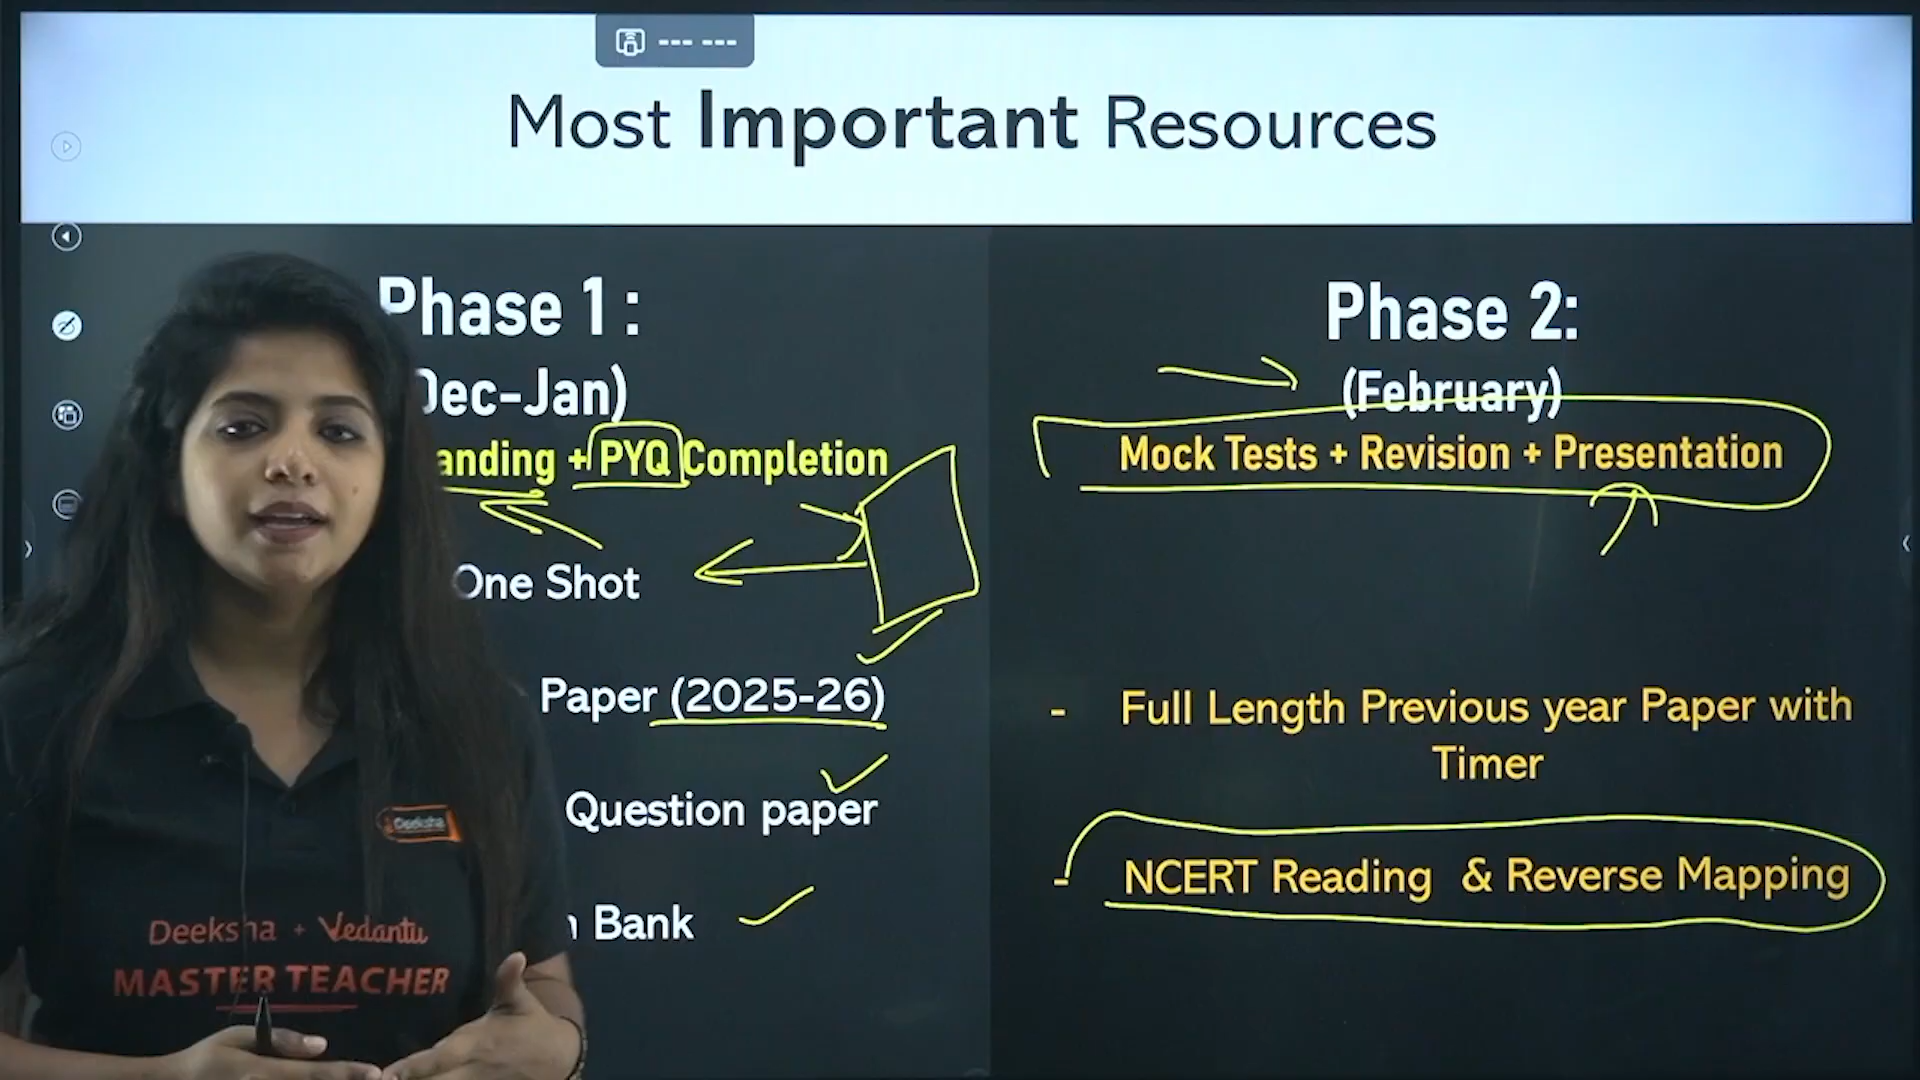 Most Important Resources
Phase 1 :
Dec-Jan)
anding + PYQ Completion
One Shot
Paper (2025-26)
Question paper
Bank
Phase 2:
(February)
Mock Tests + Revision + Presentation
- Full Length Previous year Paper with
Timer
- NCERT Reading & Reverse Mapping
Deeksha
Deeksha + Vedantu
MASTER TEACHER